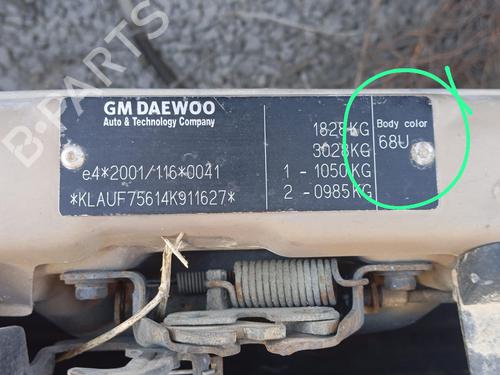 GM DAEWOO
Auto & Technology Company
e4*2001/116*0041
*KLAUF75614K911627*
1828KG
3028KG
1 - 1050KG
2 - 0985KG
Body color
68U
B-PARTS